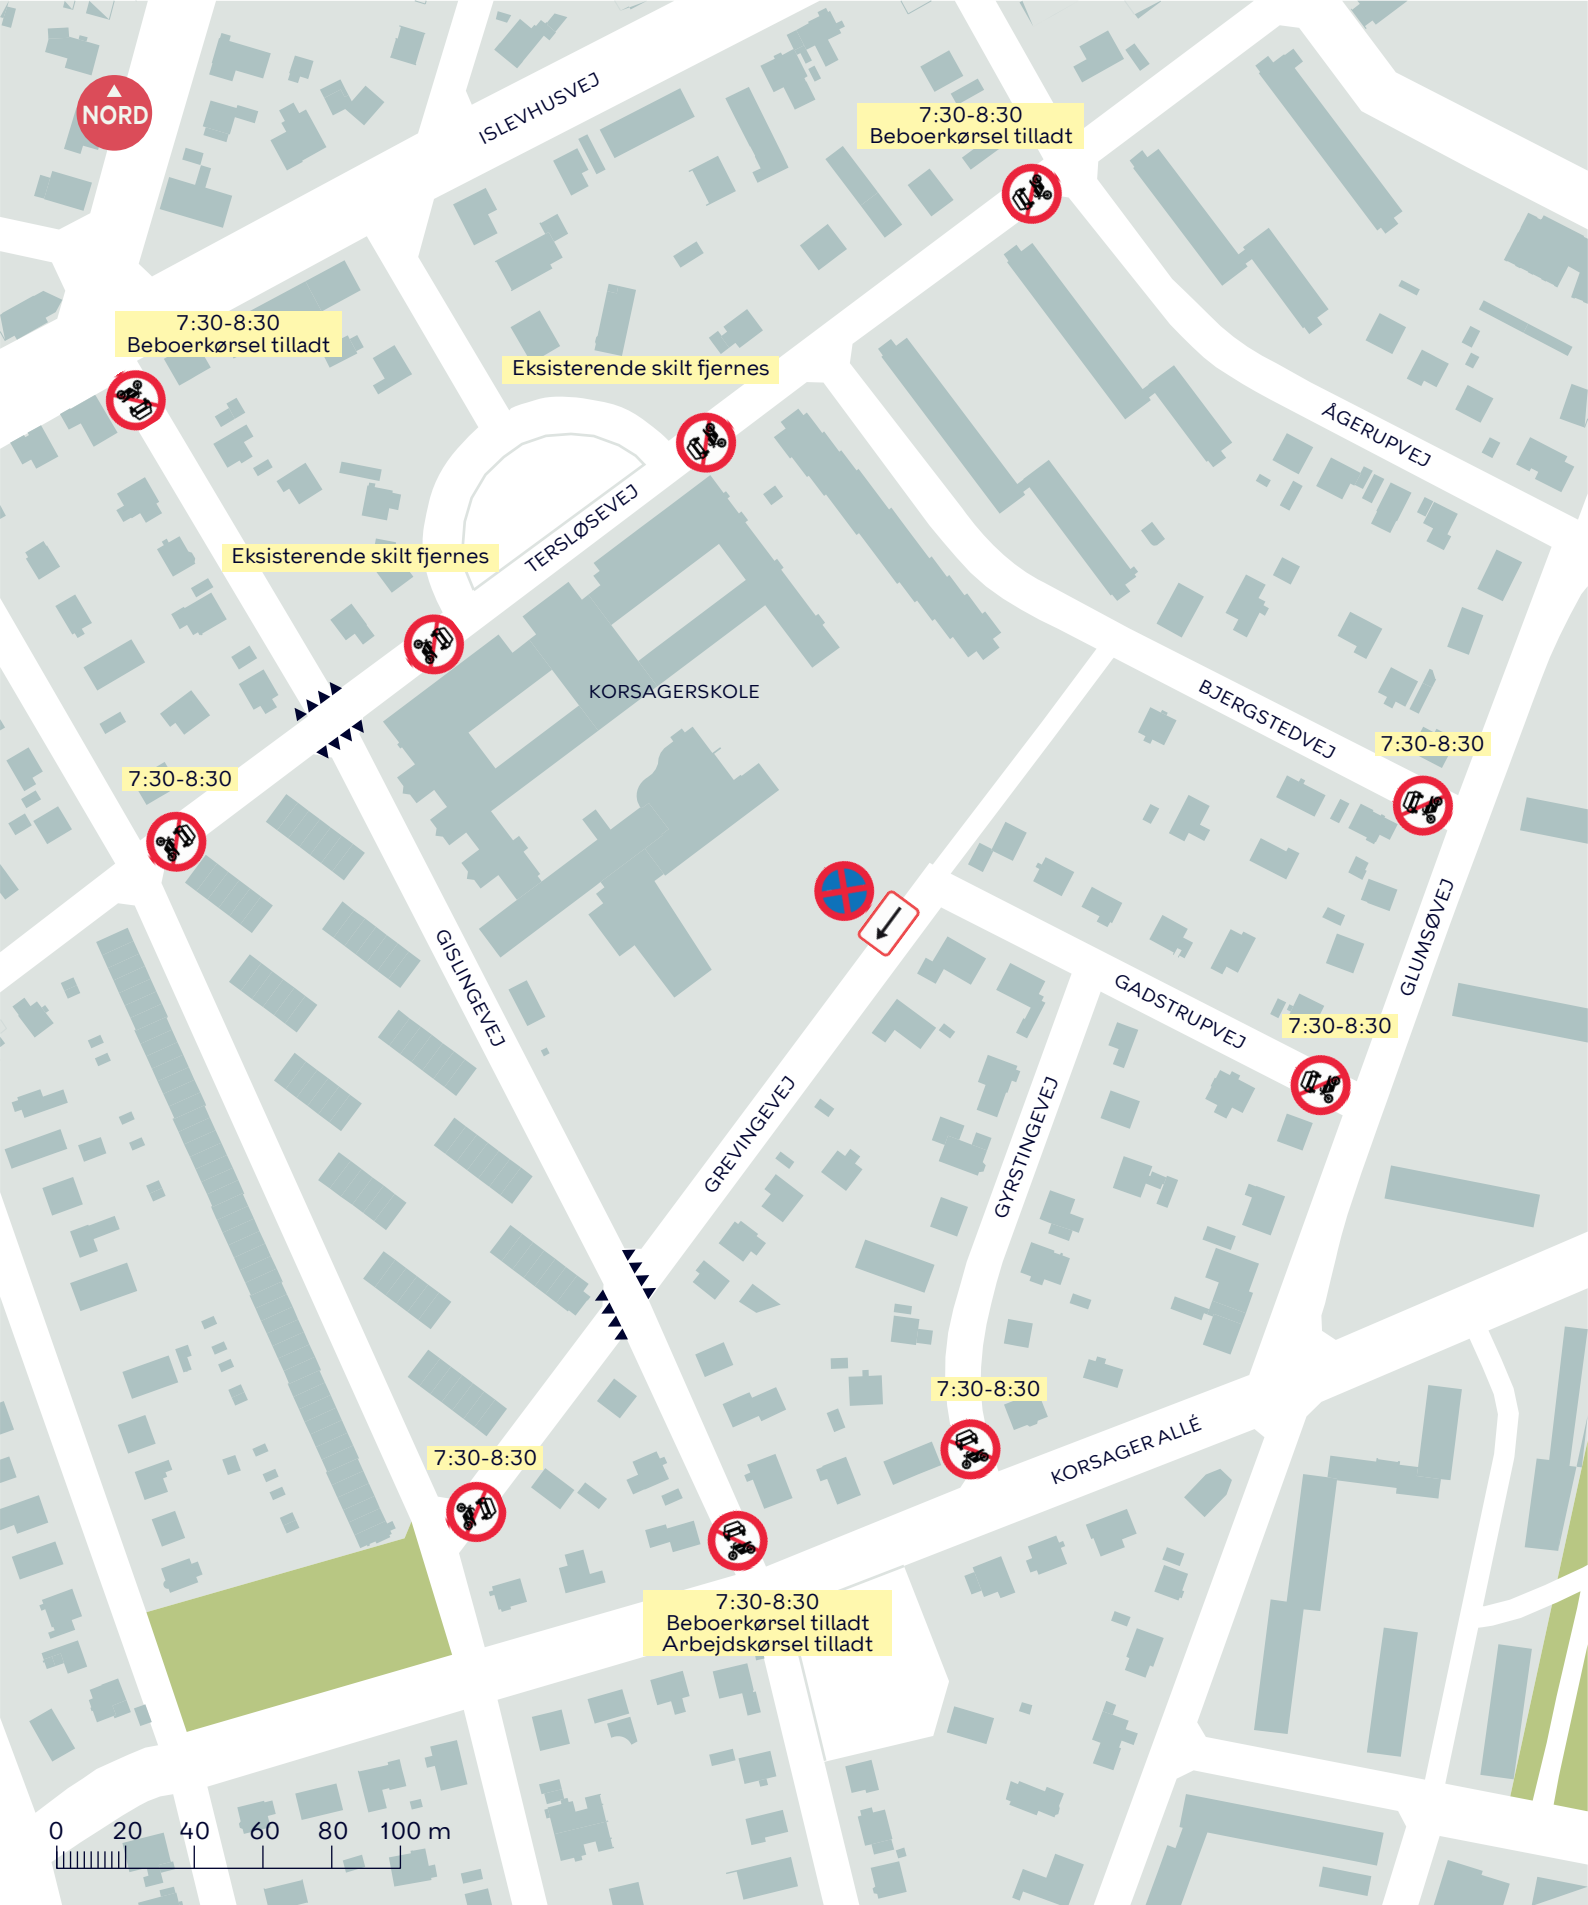 ISLEVHUSVEJ
NORD
7:30-8:30
Beboerkørsel tilladt
7:30-8:30
Beboerkørsel tilladt
Eksisterende skilt fjernes
ÅGERUPVEJ
TERSLØSEVEJ
Eksisterende skilt fjernes
KORSAGERSKOLE
BJERGSTEDVEJ
7:30-8:30
7:30-8:30
GLUMSØVEJ
GISLINGEVEJ
GADSTRUPVEJ
7:30-8:30
GREVINGEVEJ
GYRSTINGEVEJ
7:30-8:30
KORSAGER ALLÉ
7:30-8:30
7:30-8:30
Beboerkørsel tilladt
Arbejdskørsel tilladt
0 20 40 60 80 100 m